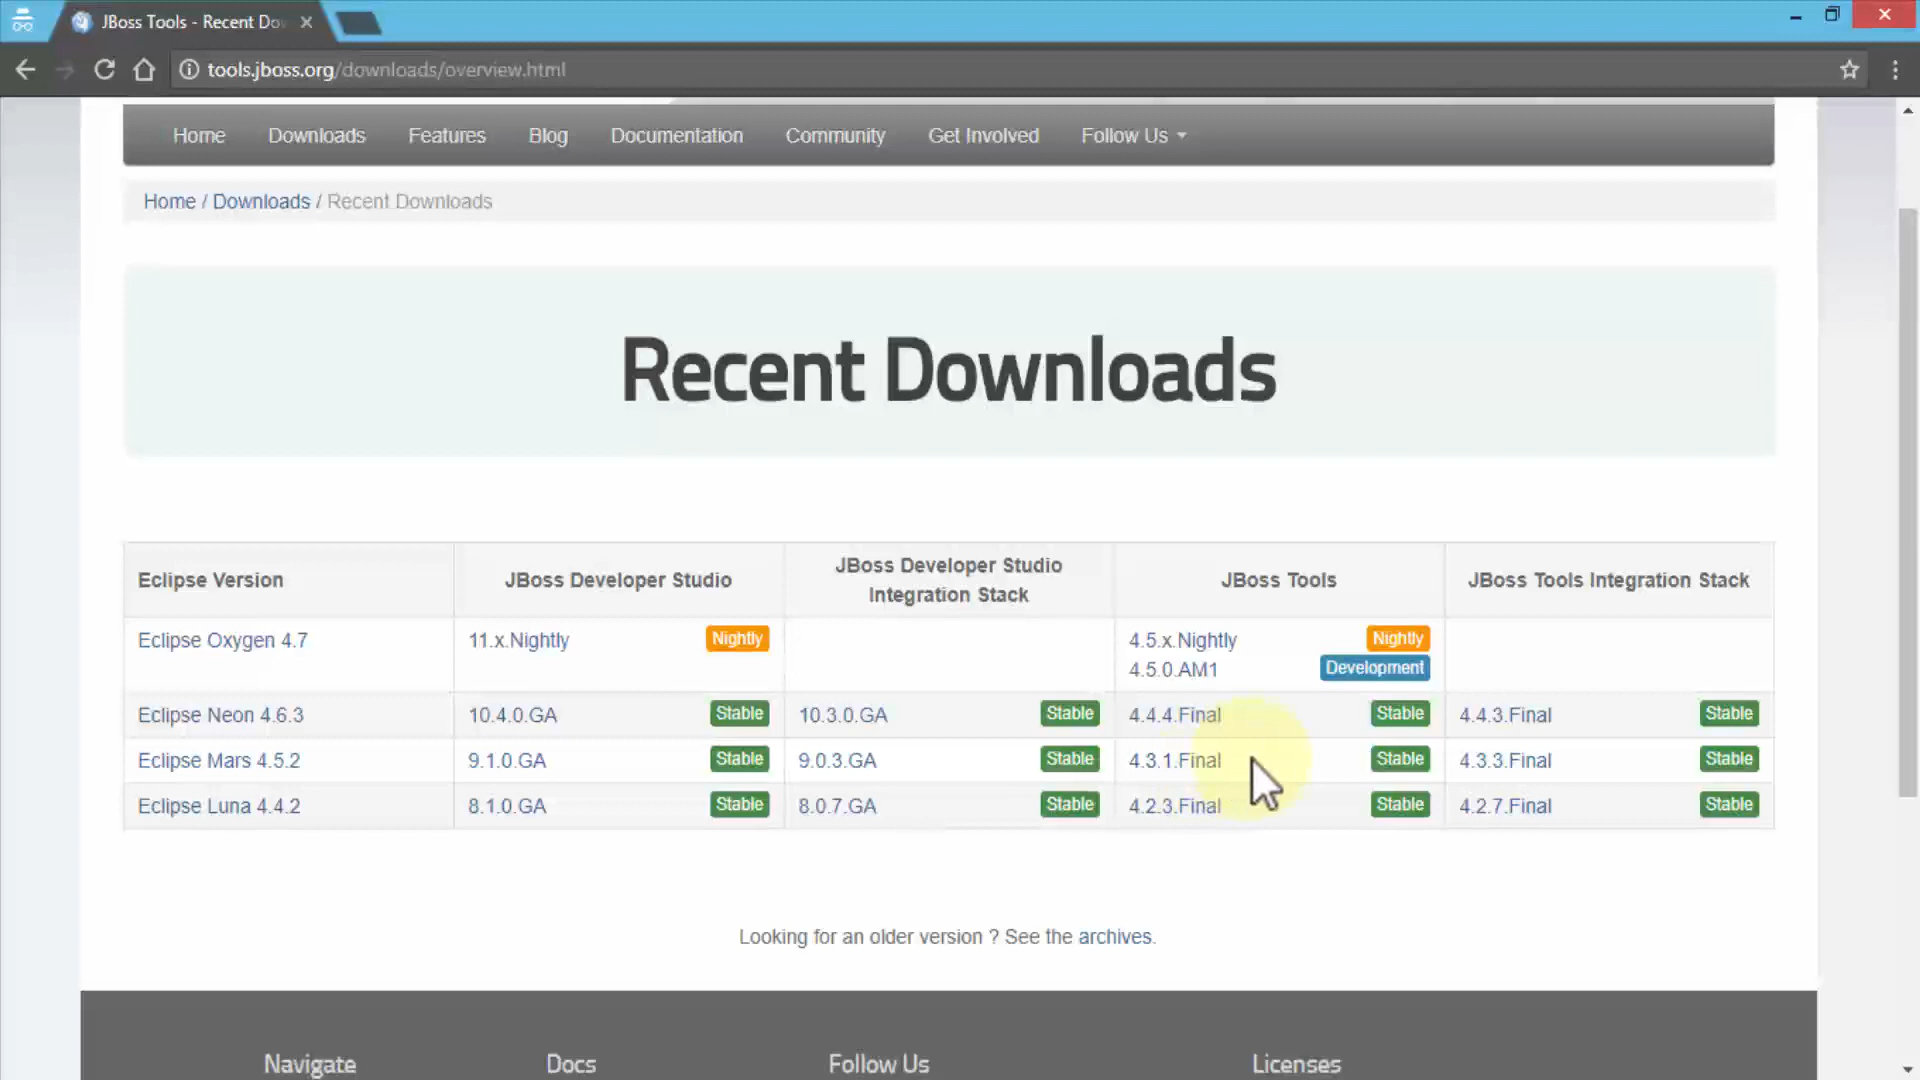 JBoss Tools - Recent Do
tools.jboss.org/downloads/overview.html
Home Downloads Features Blog Documentation Community Get Involved Follow Us
Home / Downloads / Recent Downloads
Recent Downloads
Eclipse Version JBoss Developer Studio JBoss Developer Studio Integration Stack JBoss Tools JBoss Tools Integration Stack
Eclipse Oxygen 4.7 11.x.Nightly Nightly 4.5.x.Nightly Nightly
4.5.0.AM1 Development
Eclipse Neon 4.6.3 10.4.0.GA Stable 10.3.0.GA Stable 4.4.4.Final Stable 4.4.3.Final Stable
Eclipse Mars 4.5.2 9.1.0.GA Stable 9.0.3.GA Stable 4.3.1.Final Stable 4.3.3.Final Stable
Eclipse Luna 4.4.2 8.1.0.GA Stable 8.0.7.GA Stable 4.2.3.Final Stable 4.2.7.Final Stable
Looking for an older version ? See the archives.
Navigate Docs Follow Us Licenses